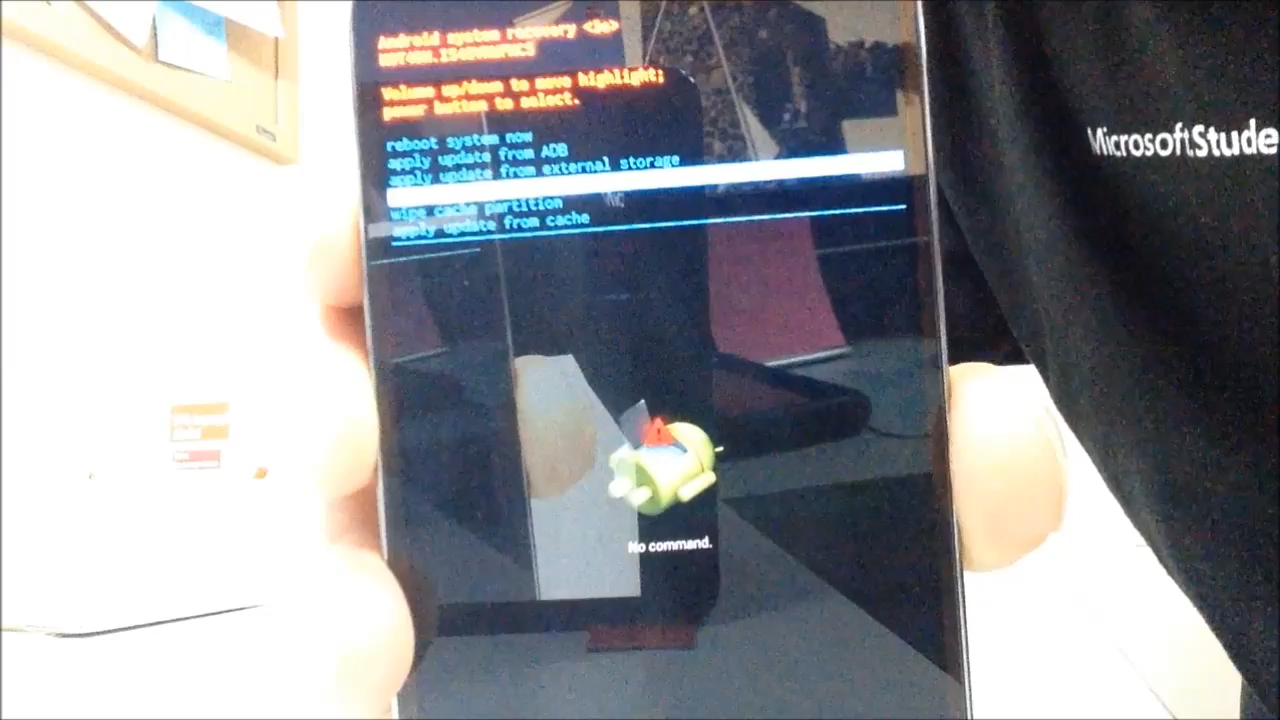 Android system recovery <3e>
Volume up/down to move highlight;
power button to select.
reboot system now
apply update from ADB
apply update from external storage
wipe cache partition
apply update from cache
No command.
MicrosoftStude